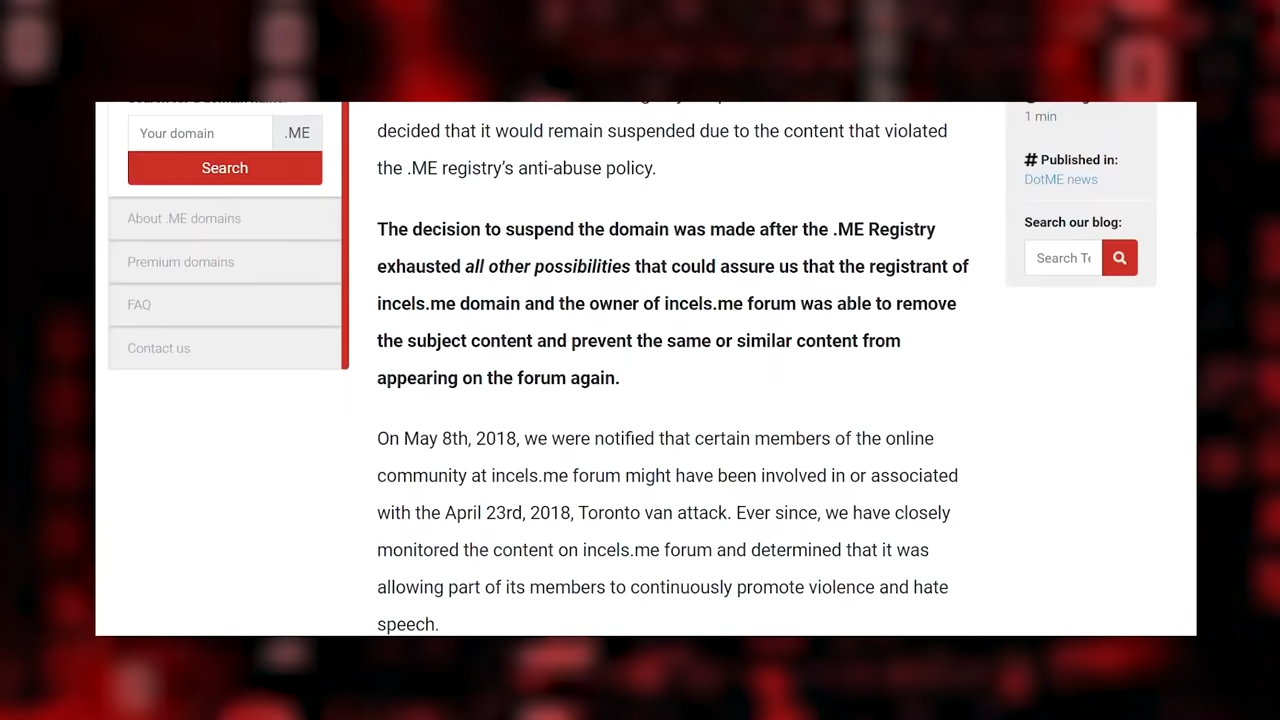 Your domain
.ME
Search
About .ME domains
Premium domains
FAQ
Contact us
decided that it would remain suspended due to the content that violated
the .ME registry’s anti-abuse policy.
The decision to suspend the domain was made after the .ME Registry
exhausted all other possibilities that could assure us that the registrant of
incels.me domain and the owner of incels.me forum was able to remove
the subject content and prevent the same or similar content from
appearing on the forum again.
On May 8th, 2018, we were notified that certain members of the online
community at incels.me forum might have been involved in or associated
with the April 23rd, 2018, Toronto van attack. Ever since, we have closely
monitored the content on incels.me forum and determined that it was
allowing part of its members to continuously promote violence and hate
speech.
1 min
# Published in:
DotME news
Search our blog:
Search Te